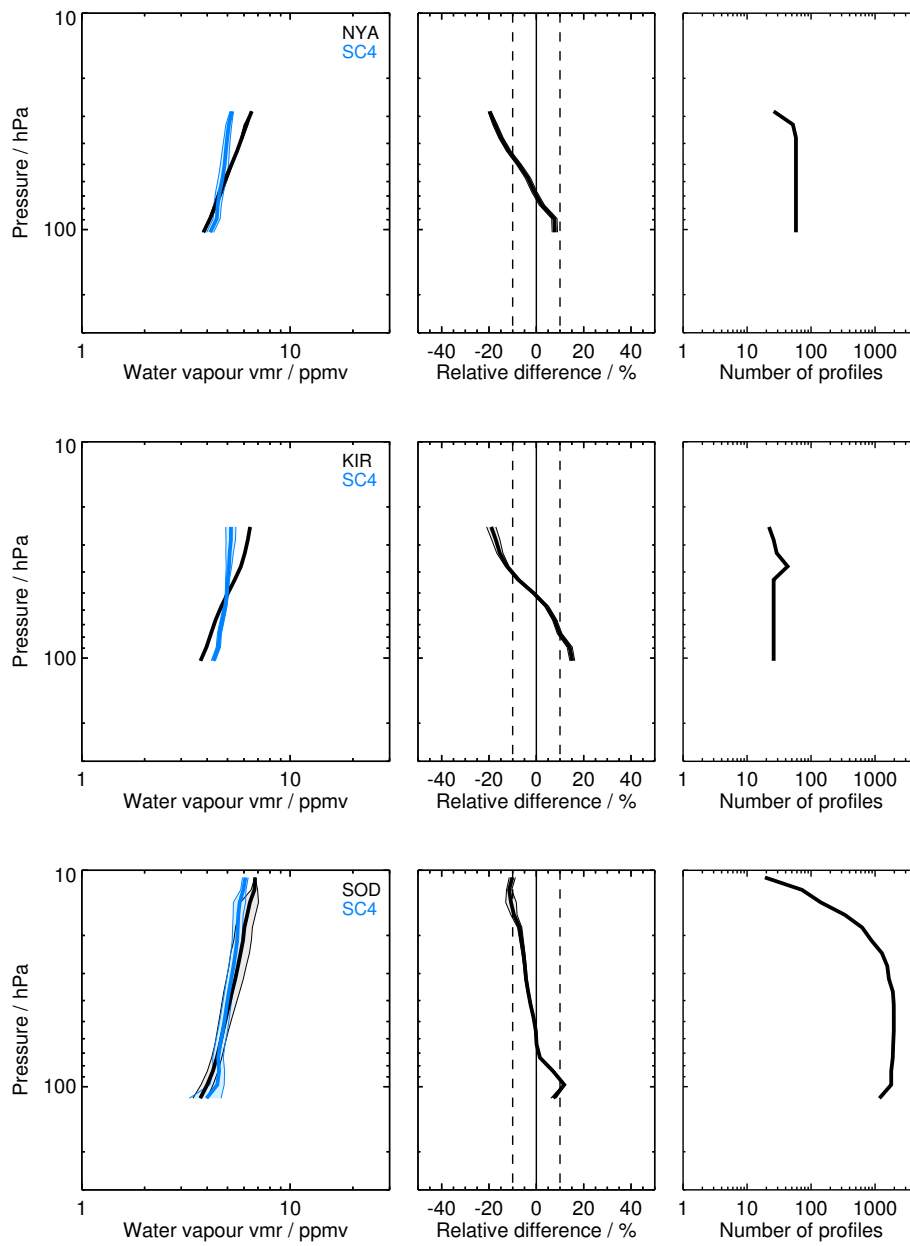 10
100
Pressure / hPa
NYA
SC4
1 10
Water vapour vmr / ppmv
-40 -20 0 20 40
Relative difference / %
1 10 100 1000
Number of profiles
10
100
Pressure / hPa
KIR
SC4
1 10
Water vapour vmr / ppmv
-40 -20 0 20 40
Relative difference / %
1 10 100 1000
Number of profiles
10
100
Pressure / hPa
SOD
SC4
1 10
Water vapour vmr / ppmv
-40 -20 0 20 40
Relative difference / %
1 10 100 1000
Number of profiles